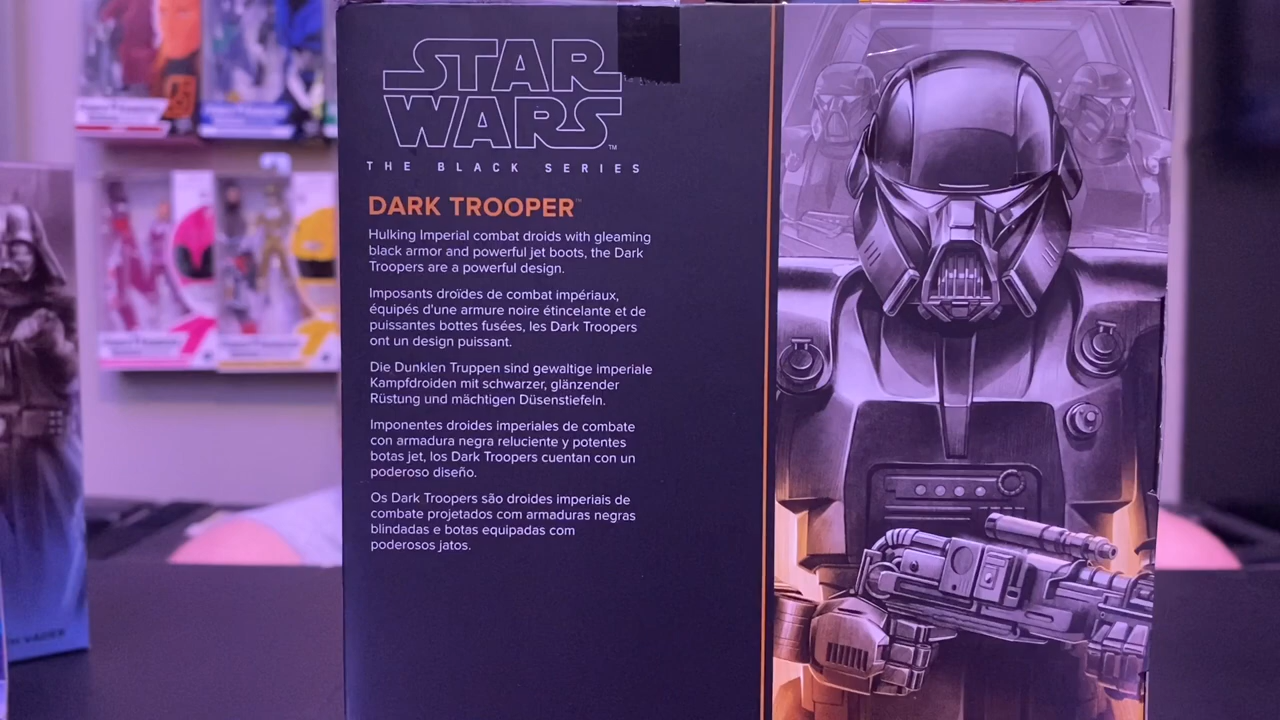 STAR
WARS™
THE BLACK SERIES
DARK TROOPER™
Hulking Imperial combat droids with gleaming
black armor and powerful jet boots, the Dark
Troopers are a powerful design.
Imposants droïdes de combat impériaux,
équipés d'une armure noire étincelante et de
puissantes bottes fusées, les Dark Troopers
ont un design puissant.
Die Dunklen Truppen sind gewaltige imperiale
Kampfdroiden mit schwarzer, glänzender
Rüstung und mächtigen Düsenstiefeln.
Imponentes droides imperiales de combate
con armadura negra reluciente y potentes
botas jet, los Dark Troopers cuentan con un
poderoso diseño.
Os Dark Troopers são droides imperiais de
combate projetados com armaduras negras
blindadas e botas equipadas com
poderosos jatos.
VADER